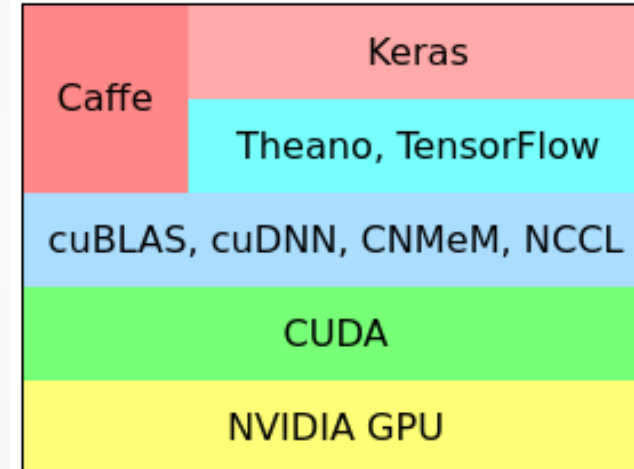 Keras
Caffe
Theano, TensorFlow
cuBLAS, cuDNN, CNMeM, NCCL
CUDA
NVIDIA GPU